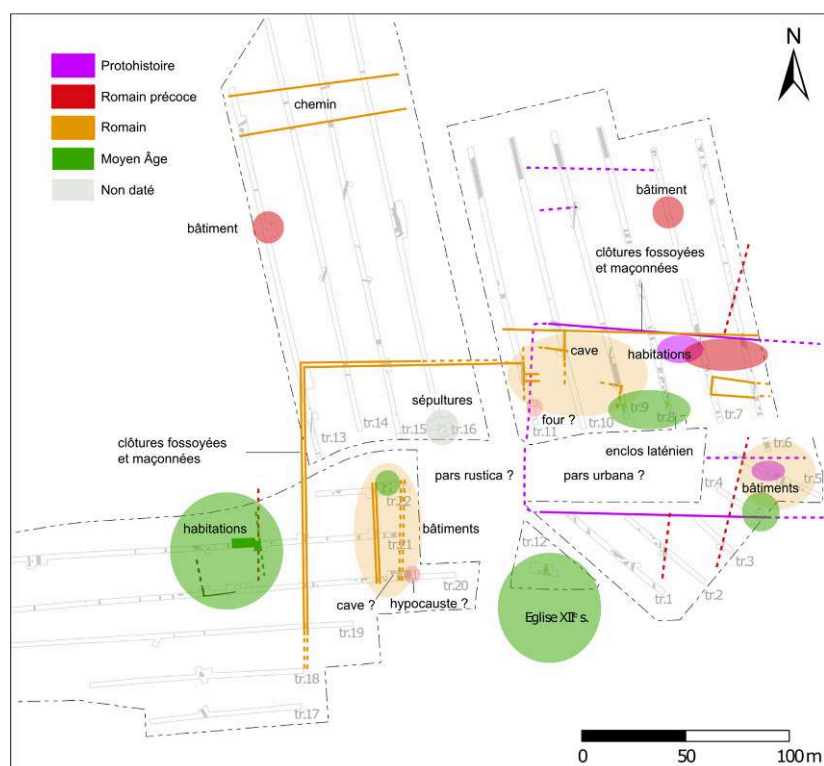 N
Protohistoire
Romain précoce
Romain
Moyen Âge
Non daté
chemin
bâtiment
bâtiment
clôtures fossoyées
et maçonnées
cave
habitations
sépultures
four ?
tr.13
tr.14
tr.15
tr.16
tr.11
tr.10
tr.9
tr.8
tr.7
clôtures fossoyées
et maçonnées
enclos laténien
pars rustica ?
pars urbana ?
tr.6
tr.5
tr.4
bâtiments
tr.22
habitations
bâtiments
tr.21
tr.12
tr.3
cave ?
hypocauste ?
tr.20
tr.2
tr.1
Eglise XIIe s.
tr.19
tr.18
tr.17
0
50
100 m